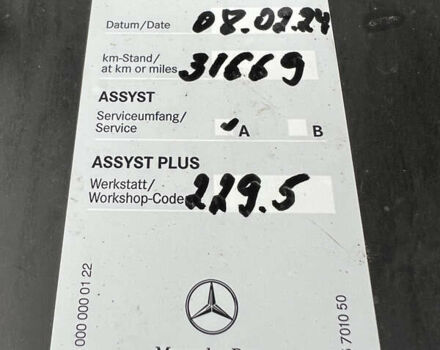 Datum/Date 08.02.24
km-Stand/
at km or miles 31669
ASSYST
Serviceumfang/
Service A B
ASSYST PLUS
Werkstatt/
Workshop-Code 229.5
000 000 01 22
7010 50